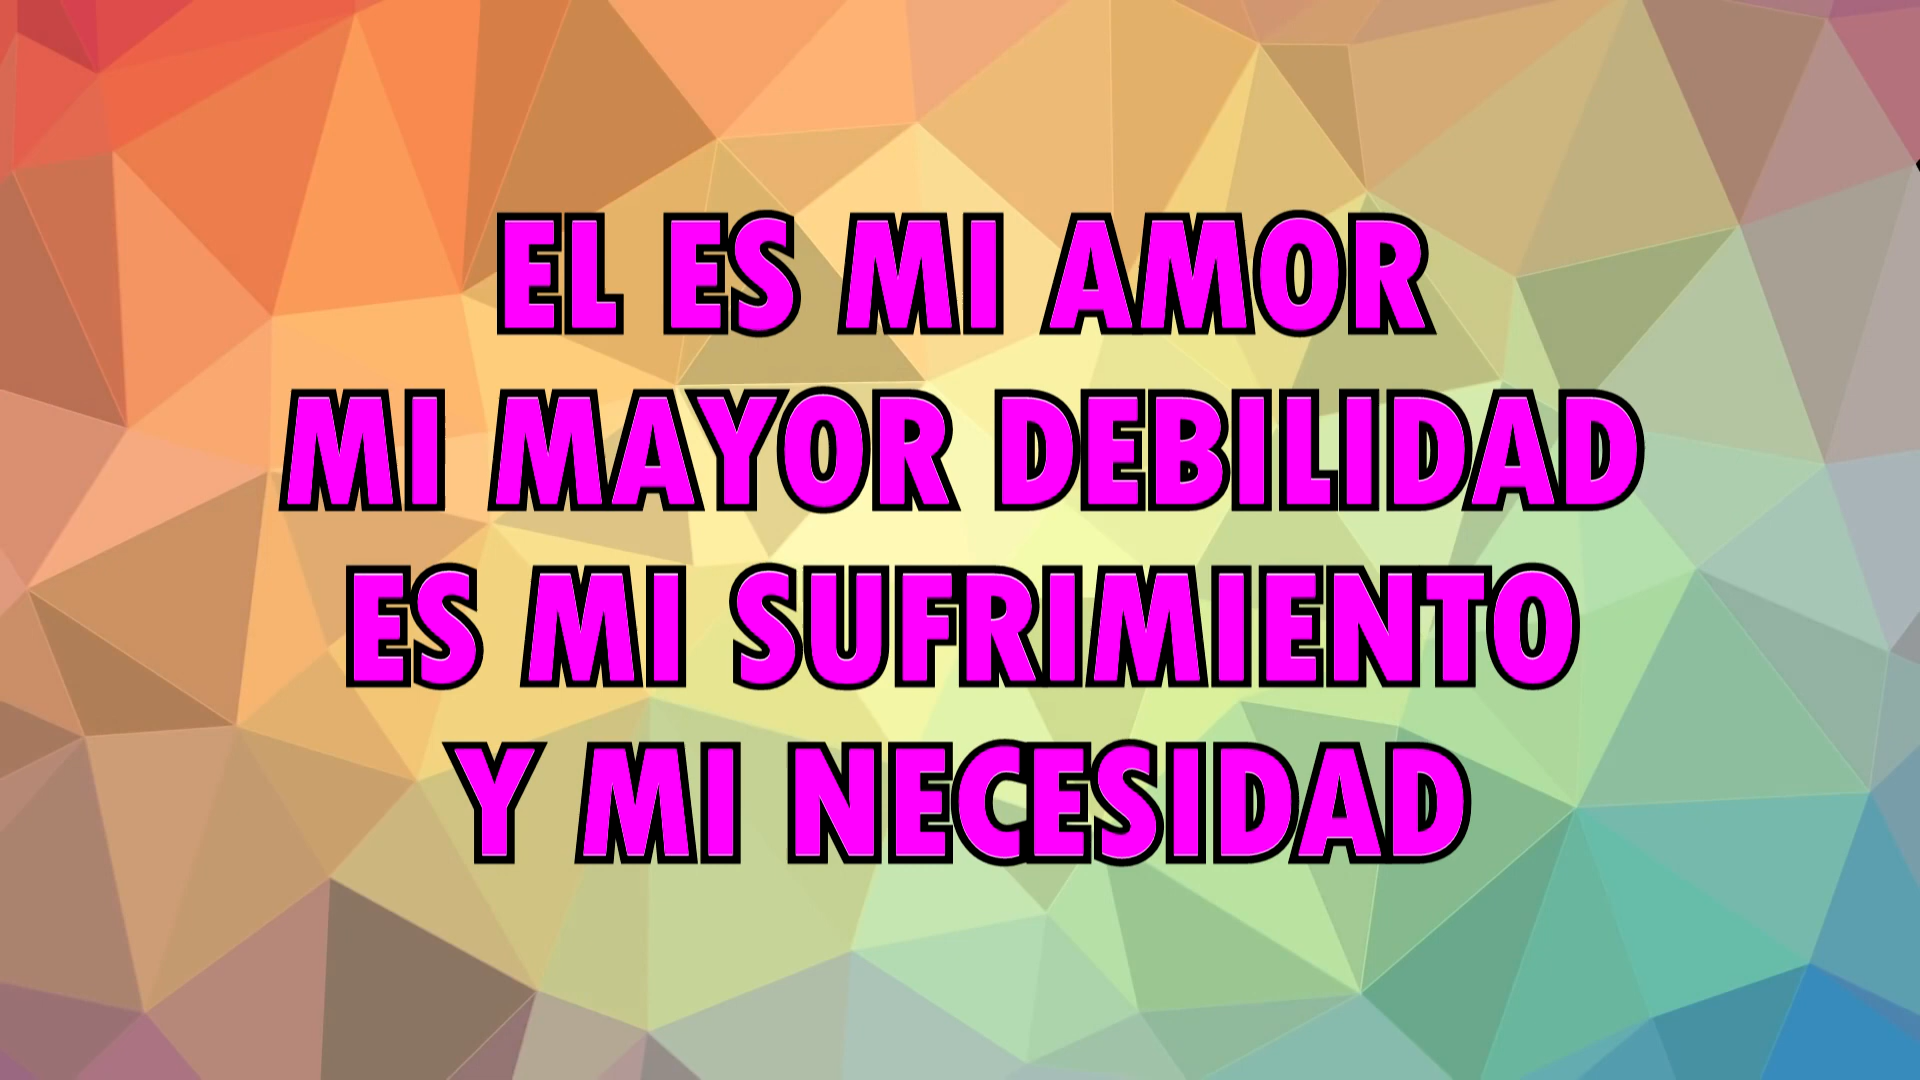 EL ES MI AMOR
MI MAYOR DEBILIDAD
ES MI SUFRIMIENTO
Y MI NECESIDAD